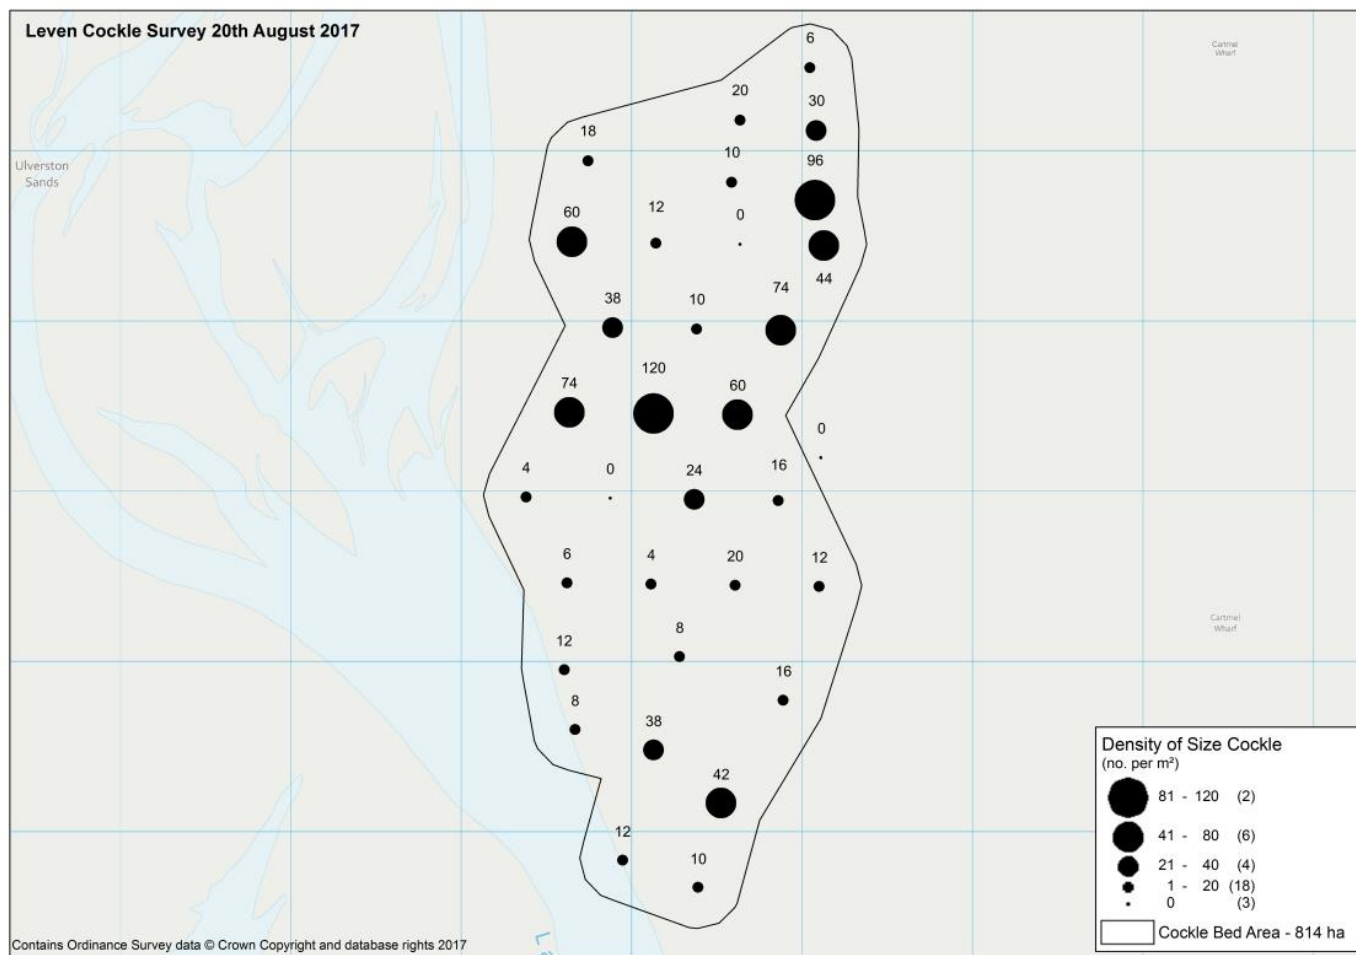 Leven Cockle Survey 20th August 2017
Cartmel
Wharf
6
20
30
18
10
96
Ulverston
Sands
60
12
0
44
38
10
74
74
120
60
0
4
0
24
16
6
4
20
12
12
8
16
8
38
42
12
10
Density of Size Cockle
(no. per m²)
81 - 120 (2)
41 - 80 (6)
21 - 40 (4)
1 - 20 (18)
0 (3)
Cockle Bed Area - 814 ha
Cartmel
Wharf
Contains Ordinance Survey data © Crown Copyright and database rights 2017